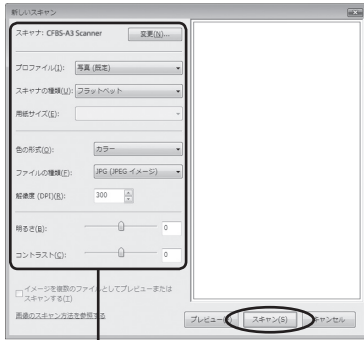 新しいスキャン
スキャナ: CFBS-A3 Scanner
変更(N)...
プロファイル(I):
写真 (既定)
スキャナの種類(U):
フラットベット
用紙サイズ(E):
色の形式(O):
カラー
ファイルの種類(F):
JPG (JPEG イメージ)
解像度 (DPI)(R):
300
明るさ(B):
0
コントラスト(C):
0
イメージを複数のファイルとしてプレビューまたは
スキャンする(T)
画像のスキャン方法を参照する
プレビュー
スキャン(S)
キャンセル